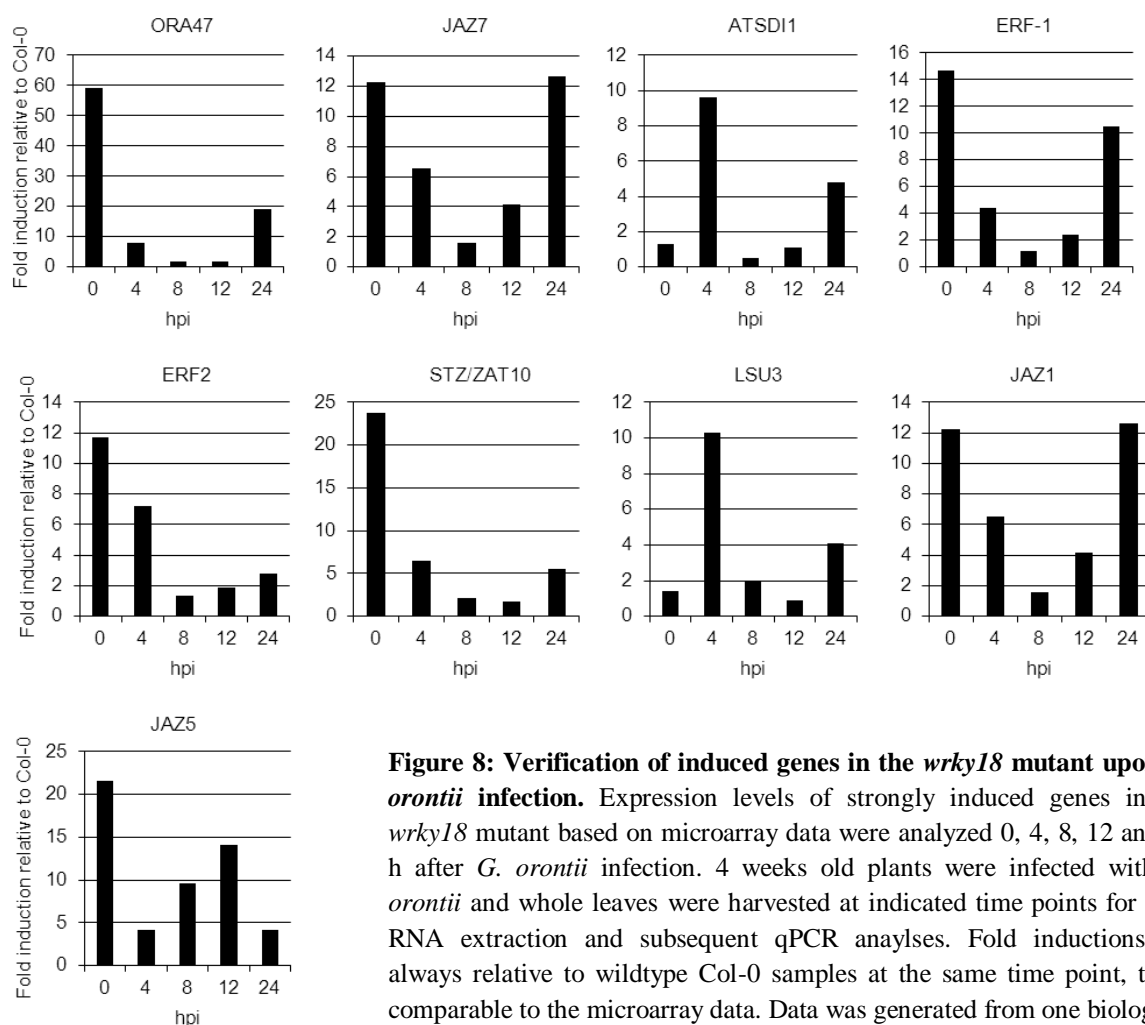 ORA47
JAZ7
ATSDI1
ERF-1
Fold induction relative to Col-0
70
60
50
40
30
20
10
0
0 4 8 12 24
hpi
14
12
10
8
6
4
2
0
0 4 8 12 24
hpi
12
10
8
6
4
2
0
0 4 8 12 24
hpi
16
14
12
10
8
6
4
2
0
0 4 8 12 24
hpi
ERF2
STZ/ZAT10
LSU3
JAZ1
Fold induction relative to Col-0
14
12
10
8
6
4
2
0
0 4 8 12 24
hpi
25
20
15
10
5
0
0 4 8 12 24
hpi
12
10
8
6
4
2
0
0 4 8 12 24
hpi
14
12
10
8
6
4
2
0
0 4 8 12 24
hpi
JAZ5
Fold induction relative to Col-0
25
20
15
10
5
0
0 4 8 12 24
hpi
Figure 8: Verification of induced genes in the wrky18 mutant upo
orontii infection. Expression levels of strongly induced genes in
wrky18 mutant based on microarray data were analyzed 0, 4, 8, 12 an
h after G. orontii infection. 4 weeks old plants were infected with
orontii and whole leaves were harvested at indicated time points for
RNA extraction and subsequent qPCR anaylses. Fold inductions
always relative to wildtype Col-0 samples at the same time point, t
comparable to the microarray data. Data was generated from one biolog